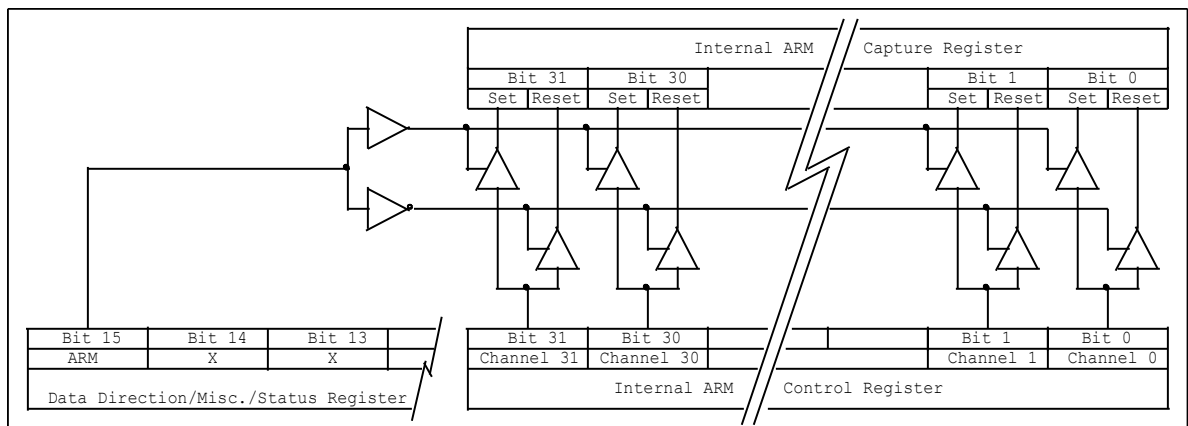 Internal ARM Capture Register
Bit 31 Bit 30 Bit 1 Bit 0
Set Reset Set Reset Set Reset Set Reset
Bit 15 Bit 14 Bit 13 Bit 31 Bit 30 Bit 1 Bit 0
ARM X X Channel 31 Channel 30 Channel 1 Channel 0
Internal ARM Control Register
Data Direction/Misc./Status Register